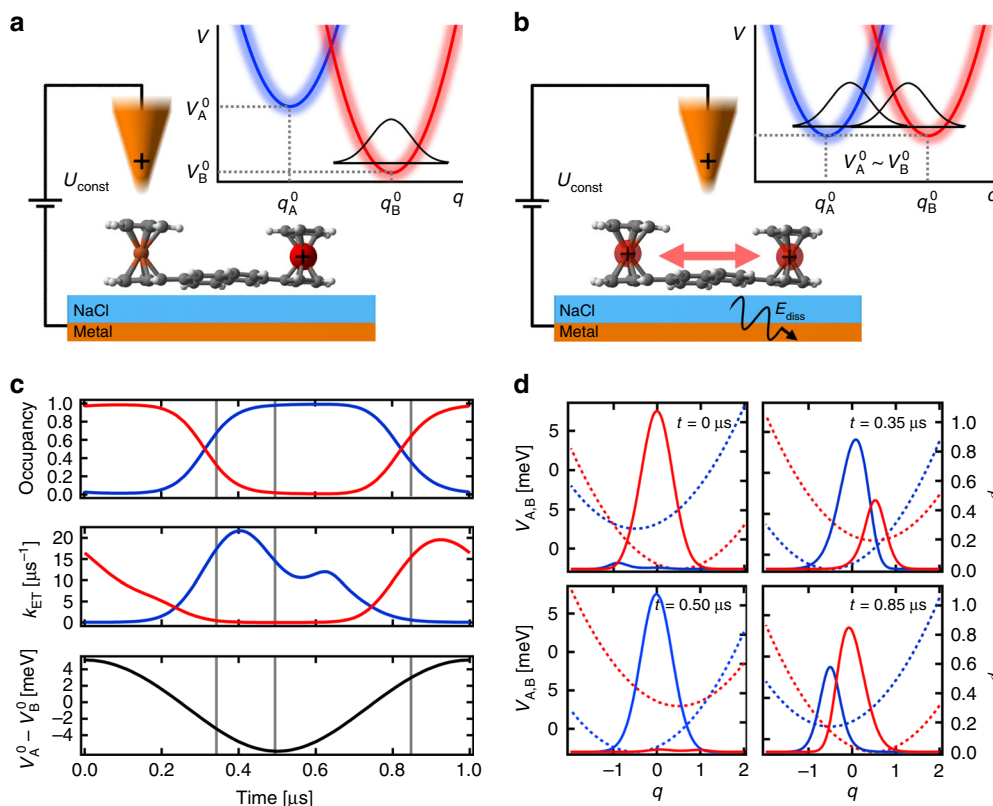 a
V
V_A^0
V_B^0
q_A^0
q_B^0
q
U_const
+
+
NaCl
Metal
b
V
V_A^0 ~ V_B^0
q_A^0
q_B^0
U_const
+
+
+
NaCl
Metal
E_diss
c
Occupancy
1.0
0.8
0.6
0.4
0.2
0.0
k_ET [µs⁻¹]
20
15
10
5
0
V_A^0 – V_B^0 [meV]
4
2
0
−2
−4
0.0
0.2
0.4
0.6
0.8
1.0
Time [µs]
d
V_A,B [meV]
5
0
5
0
t = 0 µs
t = 0.35 µs
1.0
0.8
0.6
0.4
0.2
0.0
V_A,B [meV]
5
0
5
0
t = 0.50 µs
t = 0.85 µs
1.0
0.8
0.6
0.4
0.2
0.0
−1
0
1
2
−1
0
1
2
q
q